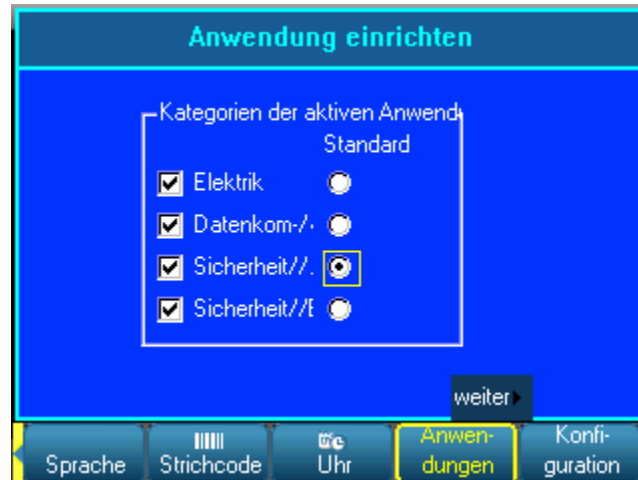 Anwendung einrichten
Kategorien der aktiven Anwend
Standard
Elektrik
Datenkom-/
Sicherheit//.
Sicherheit//E
weiter
Sprache
Strichcode
Uhr
Anwen-
dungen
Konfi-
guration